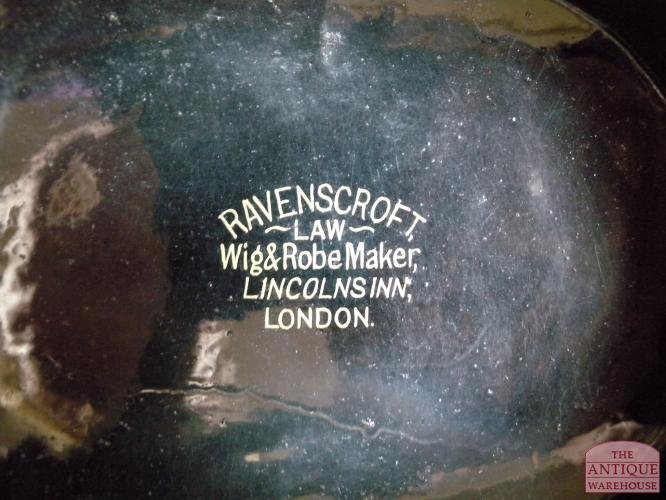 RAVENSCROFT,
~ LAW ~
Wig & Robe Maker,
LINCOLNS INN,
LONDON.
THE
ANTIQUE
WAREHOUSE